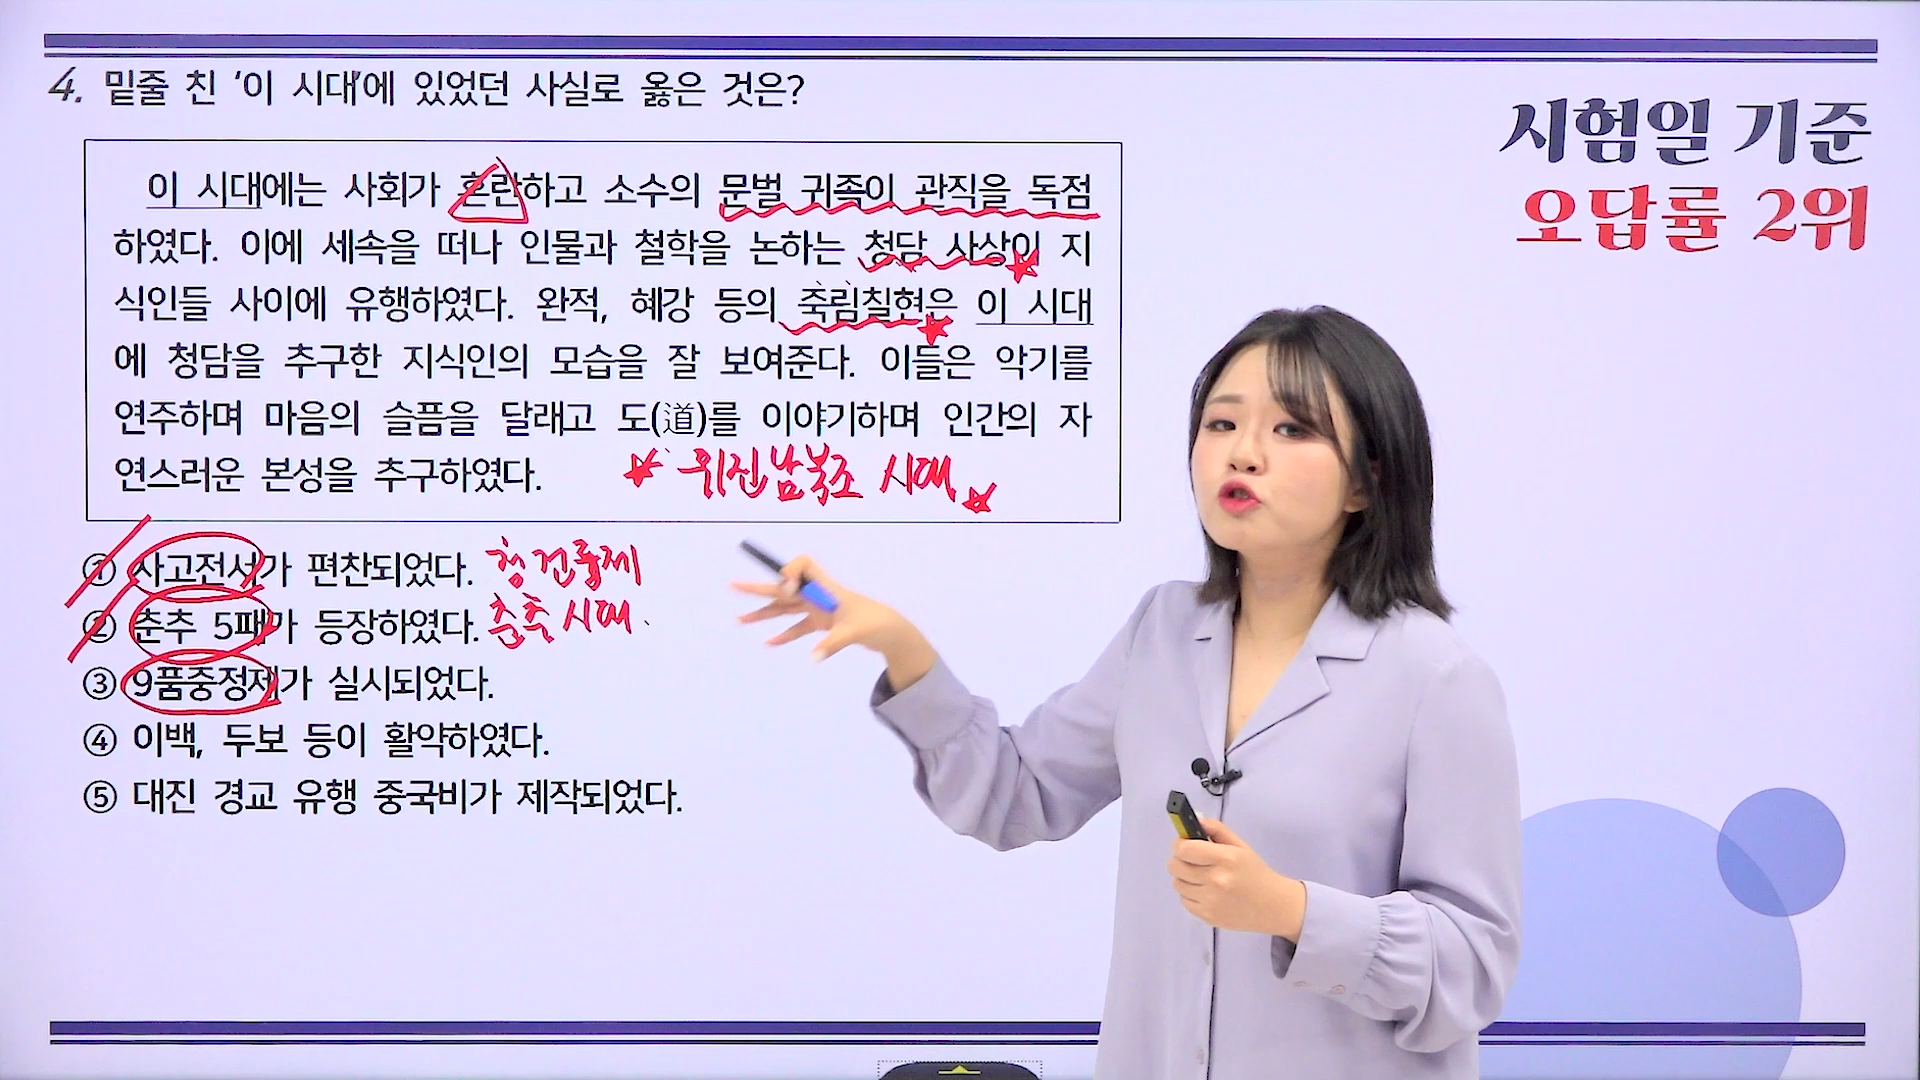 4. 밑줄 친 '이 시대'에 있었던 사실로 옳은 것은?
시험일 기준
오답률 2위
이 시대에는 사회가 혼란하고 소수의 문벌 귀족이 관직을 독점
하였다. 이에 세속을 떠나 인물과 철학을 논하는 청담 사상이 지
식인들 사이에 유행하였다. 완적, 혜강 등의 죽림칠현은 이 시대
에 청담을 추구한 지식인의 모습을 잘 보여준다. 이들은 악기를
연주하며 마음의 슬픔을 달래고 도(道)를 이야기하며 인간의 자
연스러운 본성을 추구하였다. 위진남북조 시대
① 사고전서가 편찬되었다. 청 건륭제
② 춘추 5패가 등장하였다. 춘추 시대.
③ 9품중정제가 실시되었다.
④ 이백, 두보 등이 활약하였다.
⑤ 대진 경교 유행 중국비가 제작되었다.